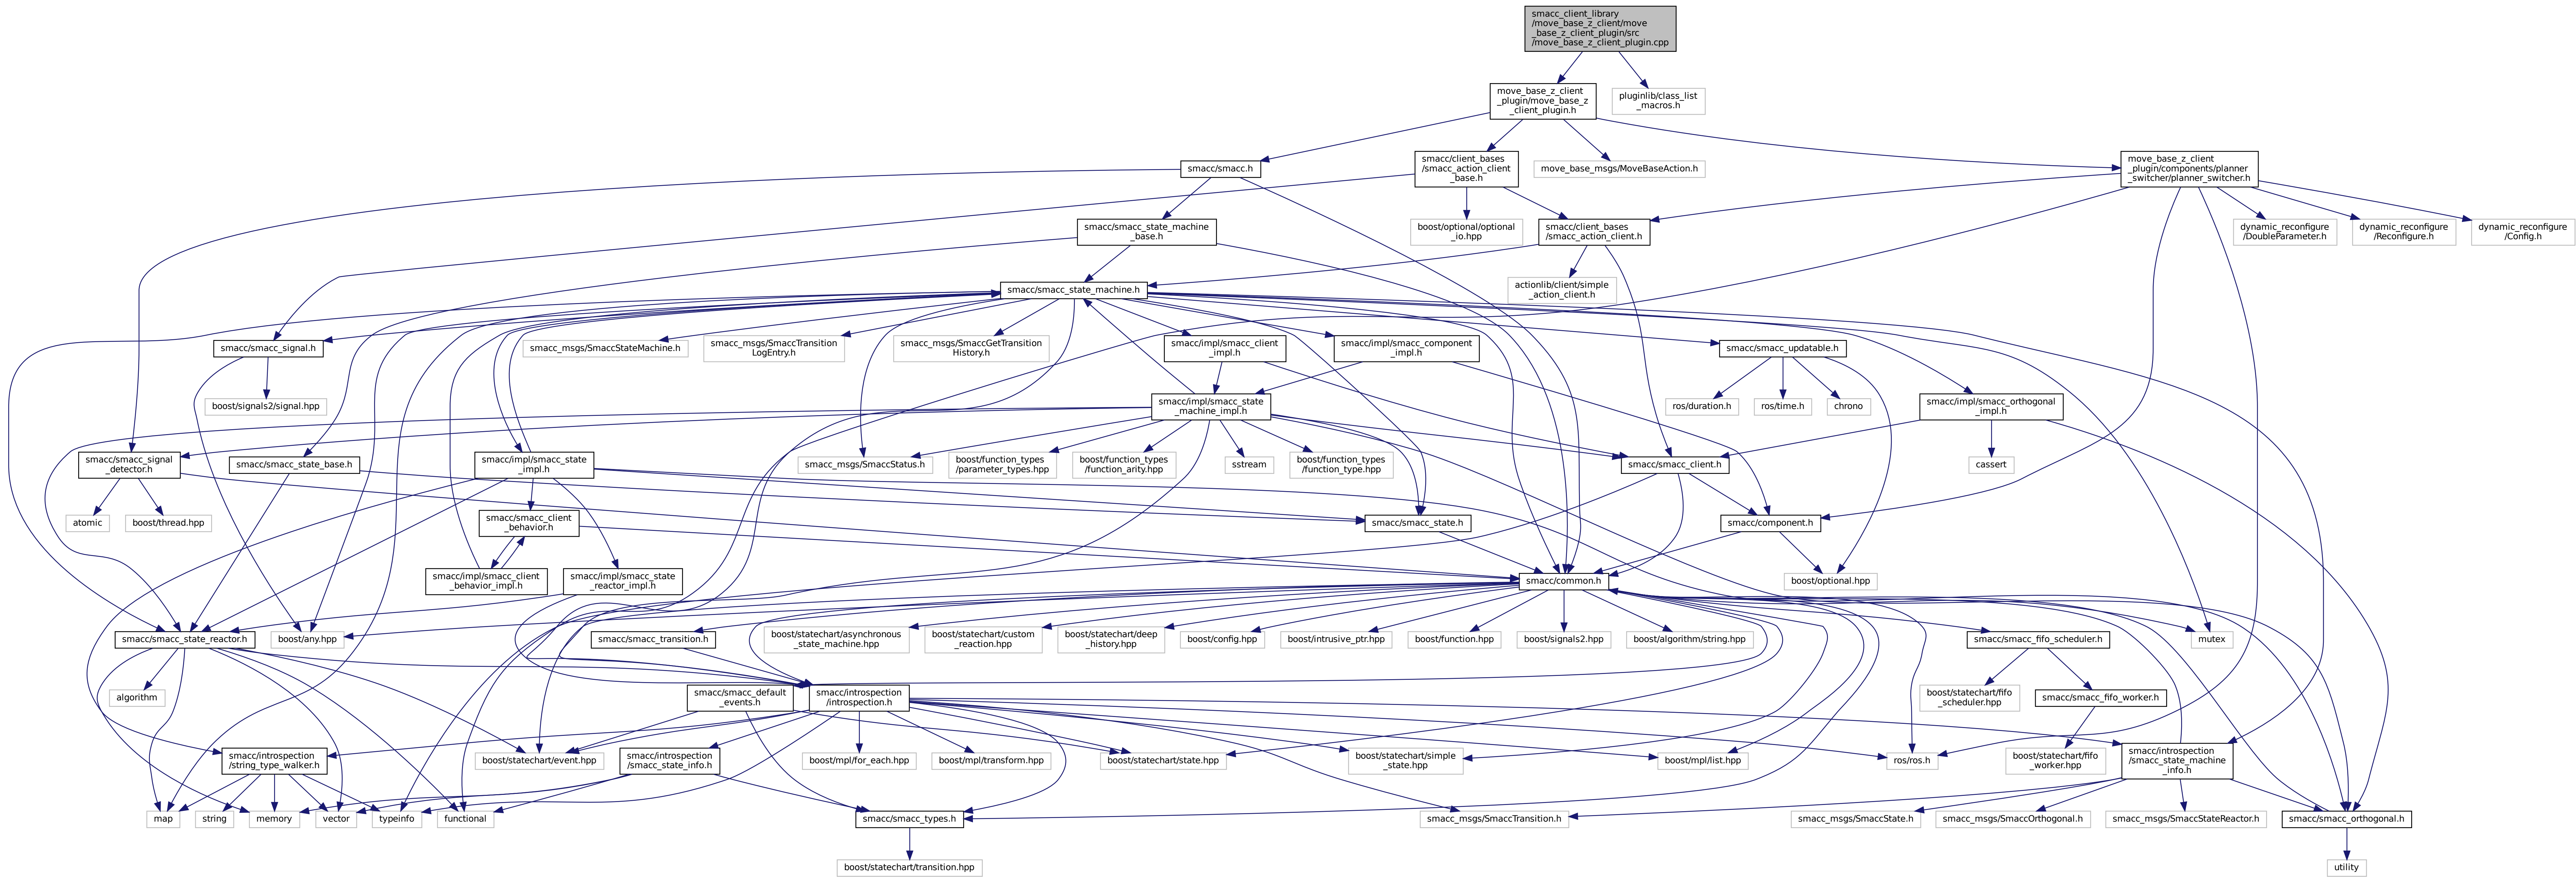 smacc_client_library
/move_base_z_client/move
_base_z_client_plugin/src
/move_base_z_client_plugin.cpp
move_base_z_client
_plugin/move_base_z
_client_plugin.h
pluginlib/class_list
_macros.h
smacc/smacc.h
smacc/client_bases
/smacc_action_client
_base.h
move_base_msgs/MoveBaseAction.h
move_base_z_client
_plugin/components/planner
_switcher/planner_switcher.h
smacc/smacc_state_machine
_base.h
boost/optional/optional
_io.hpp
smacc/client_bases
/smacc_action_client.h
dynamic_reconfigure
/DoubleParameter.h
dynamic_reconfigure
/Reconfigure.h
dynamic_reconfigure
/Config.h
smacc/smacc_state_machine.h
actionlib/client/simple
_action_client.h
smacc/smacc_signal.h
smacc_msgs/SmaccStateMachine.h
smacc_msgs/SmaccTransition
LogEntry.h
smacc_msgs/SmaccGetTransition
History.h
smacc/impl/smacc_client
_impl.h
smacc/impl/smacc_component
_impl.h
smacc/smacc_updatable.h
boost/signals2/signal.hpp
smacc/impl/smacc_state
_machine_impl.h
ros/duration.h
ros/time.h
chrono
smacc/impl/smacc_orthogonal
_impl.h
smacc/smacc_signal
_detector.h
smacc/smacc_state_base.h
smacc/impl/smacc_state
_impl.h
smacc_msgs/SmaccStatus.h
boost/function_types
/parameter_types.hpp
boost/function_types
/function_arity.hpp
sstream
boost/function_types
/function_type.hpp
smacc/smacc_client.h
cassert
atomic
boost/thread.hpp
smacc/smacc_client
_behavior.h
smacc/smacc_state.h
smacc/component.h
smacc/impl/smacc_client
_behavior_impl.h
smacc/impl/smacc_state
_reactor_impl.h
smacc/common.h
boost/optional.hpp
smacc/smacc_state_reactor.h
boost/any.hpp
smacc/smacc_transition.h
boost/statechart/asynchronous
_state_machine.hpp
boost/statechart/custom
_reaction.hpp
boost/statechart/deep
_history.hpp
boost/config.hpp
boost/intrusive_ptr.hpp
boost/function.hpp
boost/signals2.hpp
boost/algorithm/string.hpp
smacc/smacc_fifo_scheduler.h
mutex
algorithm
smacc/smacc_default
_events.h
smacc/introspection
/introspection.h
boost/statechart/fifo
_scheduler.hpp
smacc/smacc_fifo_worker.h
smacc/introspection
/string_type_walker.h
boost/statechart/event.hpp
smacc/introspection
/smacc_state_info.h
boost/mpl/for_each.hpp
boost/mpl/transform.hpp
boost/statechart/state.hpp
boost/statechart/simple
_state.hpp
boost/mpl/list.hpp
ros/ros.h
boost/statechart/fifo
_worker.hpp
smacc/introspection
/smacc_state_machine
_info.h
map
string
memory
vector
typeinfo
functional
smacc/smacc_types.h
smacc_msgs/SmaccTransition.h
smacc_msgs/SmaccState.h
smacc_msgs/SmaccOrthogonal.h
smacc_msgs/SmaccStateReactor.h
smacc/smacc_orthogonal.h
boost/statechart/transition.hpp
utility